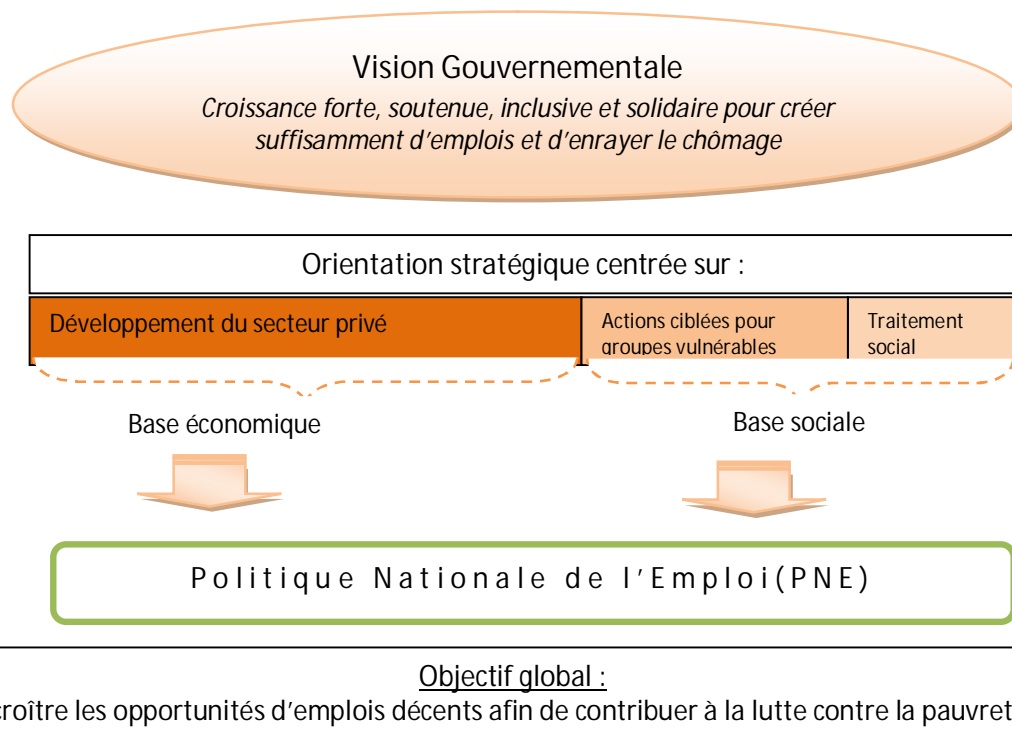 Vision Gouvernementale
Croissance forte, soutenue, inclusive et solidaire pour créer
suffisamment d'emplois et d'enrayer le chômage
Orientation stratégique centrée sur :
Développement du secteur privé
Actions ciblées pour
groupes vulnérables
Traitement
social
Base économique
Base sociale
Politique Nationale de l'Emploi(PNE)
Objectif global :
les opportunités d'emplois décents afin de contribuer à la lutte contre la